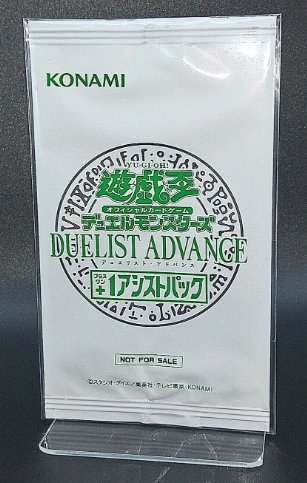 KONAMI
YU-GI-OH!
遊戯王
オフィシャルカードゲーム
デュエルモンスターズ
DUELIST ADVANCE
デュエリスト・アドバンス
プラスワン
+1アシストパック
NOT FOR SALE
©スタジオ・ダイス/集英社・テレビ東京・KONAMI